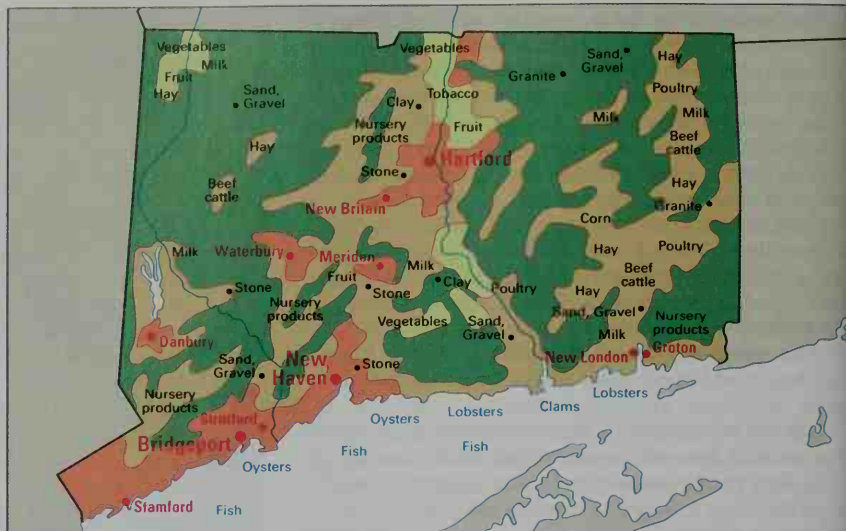 Vegetables
Milk
Fruit
Hay
Sand,
Gravel
Hay
Beef
cattle
Vegetables
Clay
Tobacco
Nursery
products
Fruit
Stone
Hartford
New Britain
Granite
Sand,
Gravel
Hay
Poultry
Milk
Milk
Beef
cattle
Hay
Granite
Corn
Hay
Poultry
Beef
cattle
Hay
Sand, Gravel
Milk
Nursery
products
New London
Groton
Milk
Waterbury
Meriden
Fruit
Milk
Stone
Stone
Clay
Poultry
Nursery
products
Vegetables
Sand,
Gravel
Danbury
Sand,
Gravel
New
Haven
Stone
Nursery
products
Stratford
Bridgeport
Stamford
Oysters
Lobsters
Clams
Lobsters
Oysters
Fish
Fish
Fish